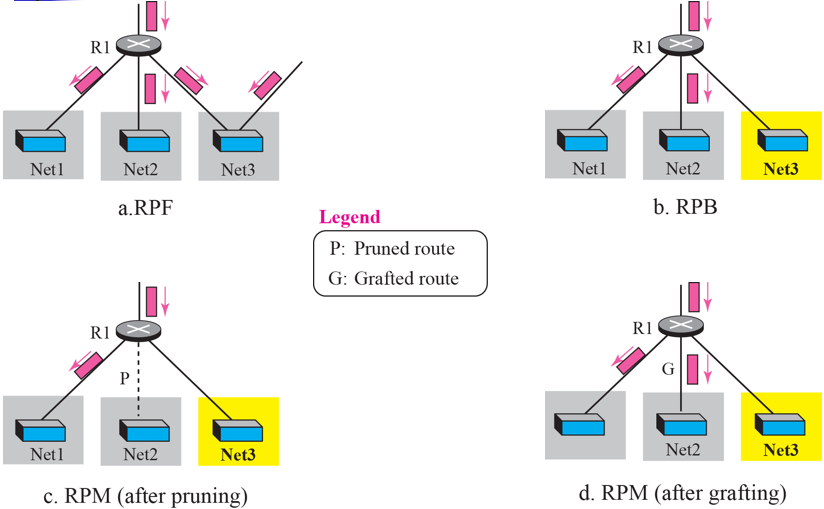 R1
Net1
Net2
Net3
a.RPF
R1
Net1
Net2
Net3
b. RPB
Legend
P: Pruned route
G: Grafted route
R1
P
Net1
Net2
Net3
c. RPM (after pruning)
R1
G
Net2
Net3
d. RPM (after grafting)